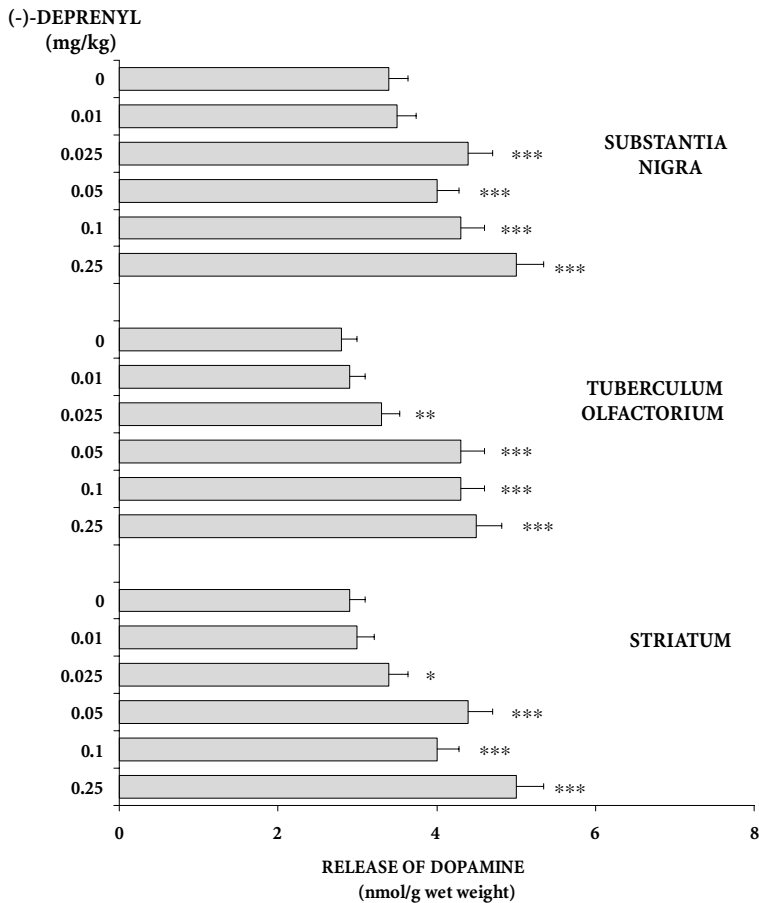 (-)-DEPRENYL
(mg/kg)
0
0.01
0.025 ***
SUBSTANTIA
NIGRA
0.05 ***
0.1 ***
0.25 ***
0
0.01
TUBERCULUM
OLFACTORIUM
0.025 **
0.05 ***
0.1 ***
0.25 ***
0
0.01
STRIATUM
0.025 *
0.05 ***
0.1 ***
0.25 ***
0 2 4 6 8
RELEASE OF DOPAMINE
(nmol/g wet weight)